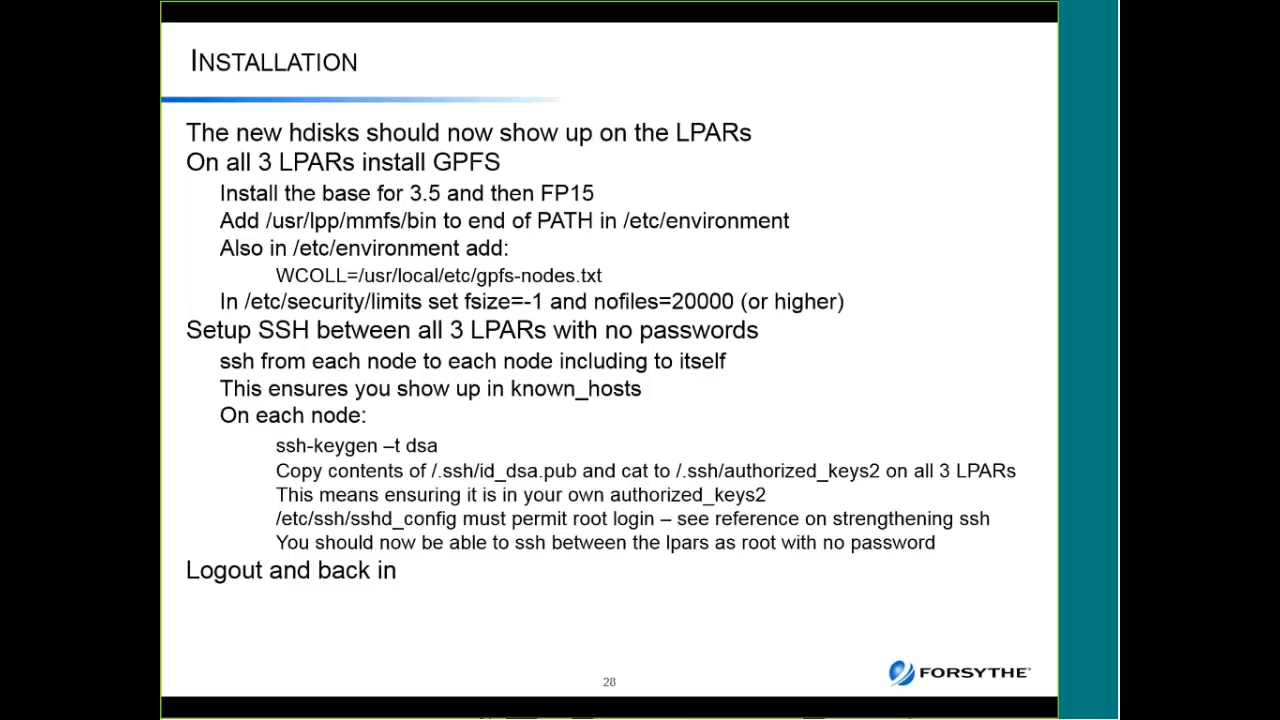 INSTALLATION
The new hdisks should now show up on the LPARs
On all 3 LPARs install GPFS
Install the base for 3.5 and then FP15
Add /usr/lpp/mmfs/bin to end of PATH in /etc/environment
Also in /etc/environment add:
WCOLL=/usr/local/etc/gpfs-nodes.txt
In /etc/security/limits set fsize=-1 and nofiles=20000 (or higher)
Setup SSH between all 3 LPARs with no passwords
ssh from each node to each node including to itself
This ensures you show up in known_hosts
On each node:
ssh-keygen –t dsa
Copy contents of /.ssh/id_dsa.pub and cat to /.ssh/authorized_keys2 on all 3 LPARs
This means ensuring it is in your own authorized_keys2
/etc/ssh/sshd_config must permit root login – see reference on strengthening ssh
You should now be able to ssh between the lpars as root with no password
Logout and back in
28
FORSYTHE